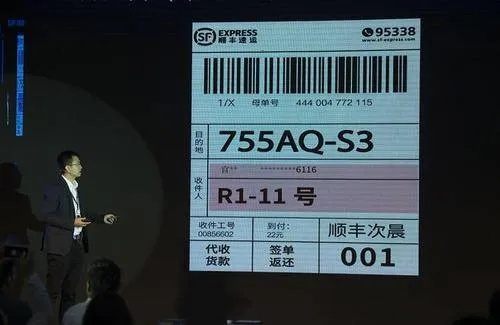 SF EXPRESS
顺丰速运
95338
sf-express.com
1/X 母单号 444 004 772 115
目的地
755AQ-S3
收件人
官** *********6116
R1-11 号
收件工号
00856602
到付:
22元
顺丰次晨
代收
货款
签单
返还
001